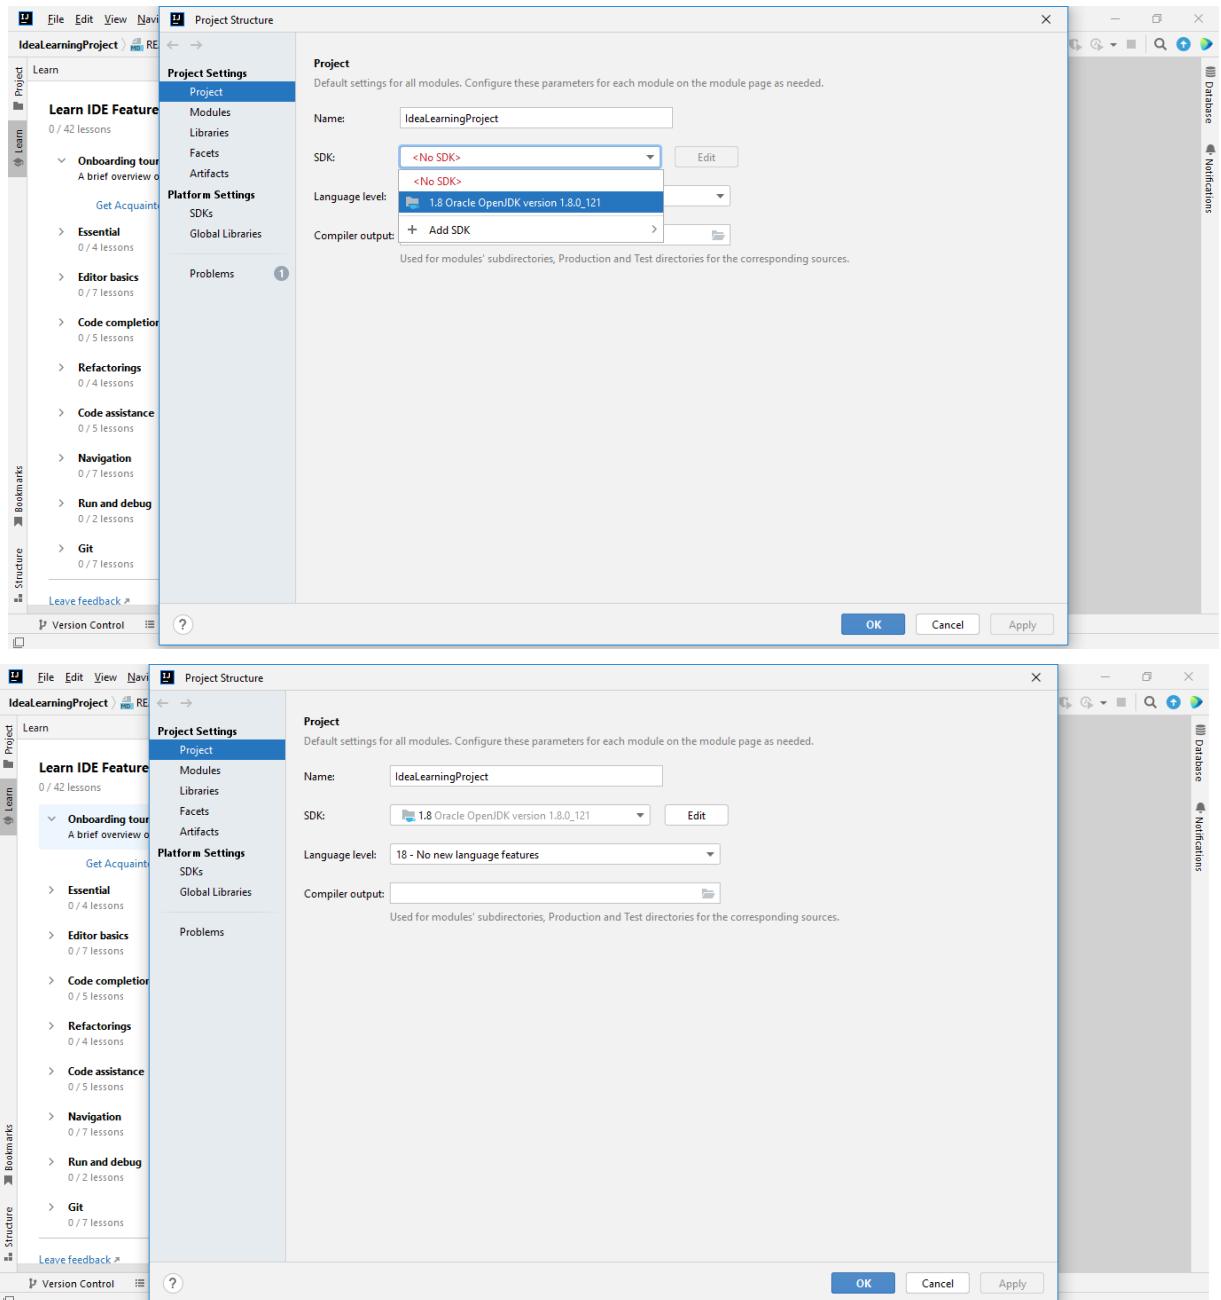 File Edit View Navi
Project Structure
IdeaLearningProject RE
Learn
Learn IDE Feature
0 / 42 lessons
Onboarding tour
A brief overview o
Get Acquainte
Essential
0 / 4 lessons
Editor basics
0 / 7 lessons
Code completion
0 / 5 lessons
Refactorings
0 / 4 lessons
Code assistance
0 / 5 lessons
Navigation
0 / 7 lessons
Run and debug
0 / 2 lessons
Git
0 / 7 lessons
Leave feedback
Version Control
Project
Learn
Bookmarks
Structure
Project Settings
Project
Modules
Libraries
Facets
Artifacts
Platform Settings
SDKs
Global Libraries
Problems 1
Project
Default settings for all modules. Configure these parameters for each module on the module page as needed.
Name: IdeaLearningProject
SDK: <No SDK> Edit
<No SDK>
Language level: 1.8 Oracle OpenJDK version 1.8.0_121
Add SDK
Compiler output:
Used for modules' subdirectories, Production and Test directories for the corresponding sources.
? OK Cancel Apply
Database
Notifications
File Edit View Navi
Project Structure
IdeaLearningProject RE
Learn
Learn IDE Feature
0 / 42 lessons
Onboarding tour
A brief overview o
Get Acquainte
Essential
0 / 4 lessons
Editor basics
0 / 7 lessons
Code completion
0 / 5 lessons
Refactorings
0 / 4 lessons
Code assistance
0 / 5 lessons
Navigation
0 / 7 lessons
Run and debug
0 / 2 lessons
Git
0 / 7 lessons
Leave feedback
Version Control
Project
Learn
Bookmarks
Structure
Project Settings
Project
Modules
Libraries
Facets
Artifacts
Platform Settings
SDKs
Global Libraries
Problems
Project
Default settings for all modules. Configure these parameters for each module on the module page as needed.
Name: IdeaLearningProject
SDK: 1.8 Oracle OpenJDK version 1.8.0_121 Edit
Language level: 18 - No new language features
Compiler output:
Used for modules' subdirectories, Production and Test directories for the corresponding sources.
? OK Cancel Apply
Database
Notifications